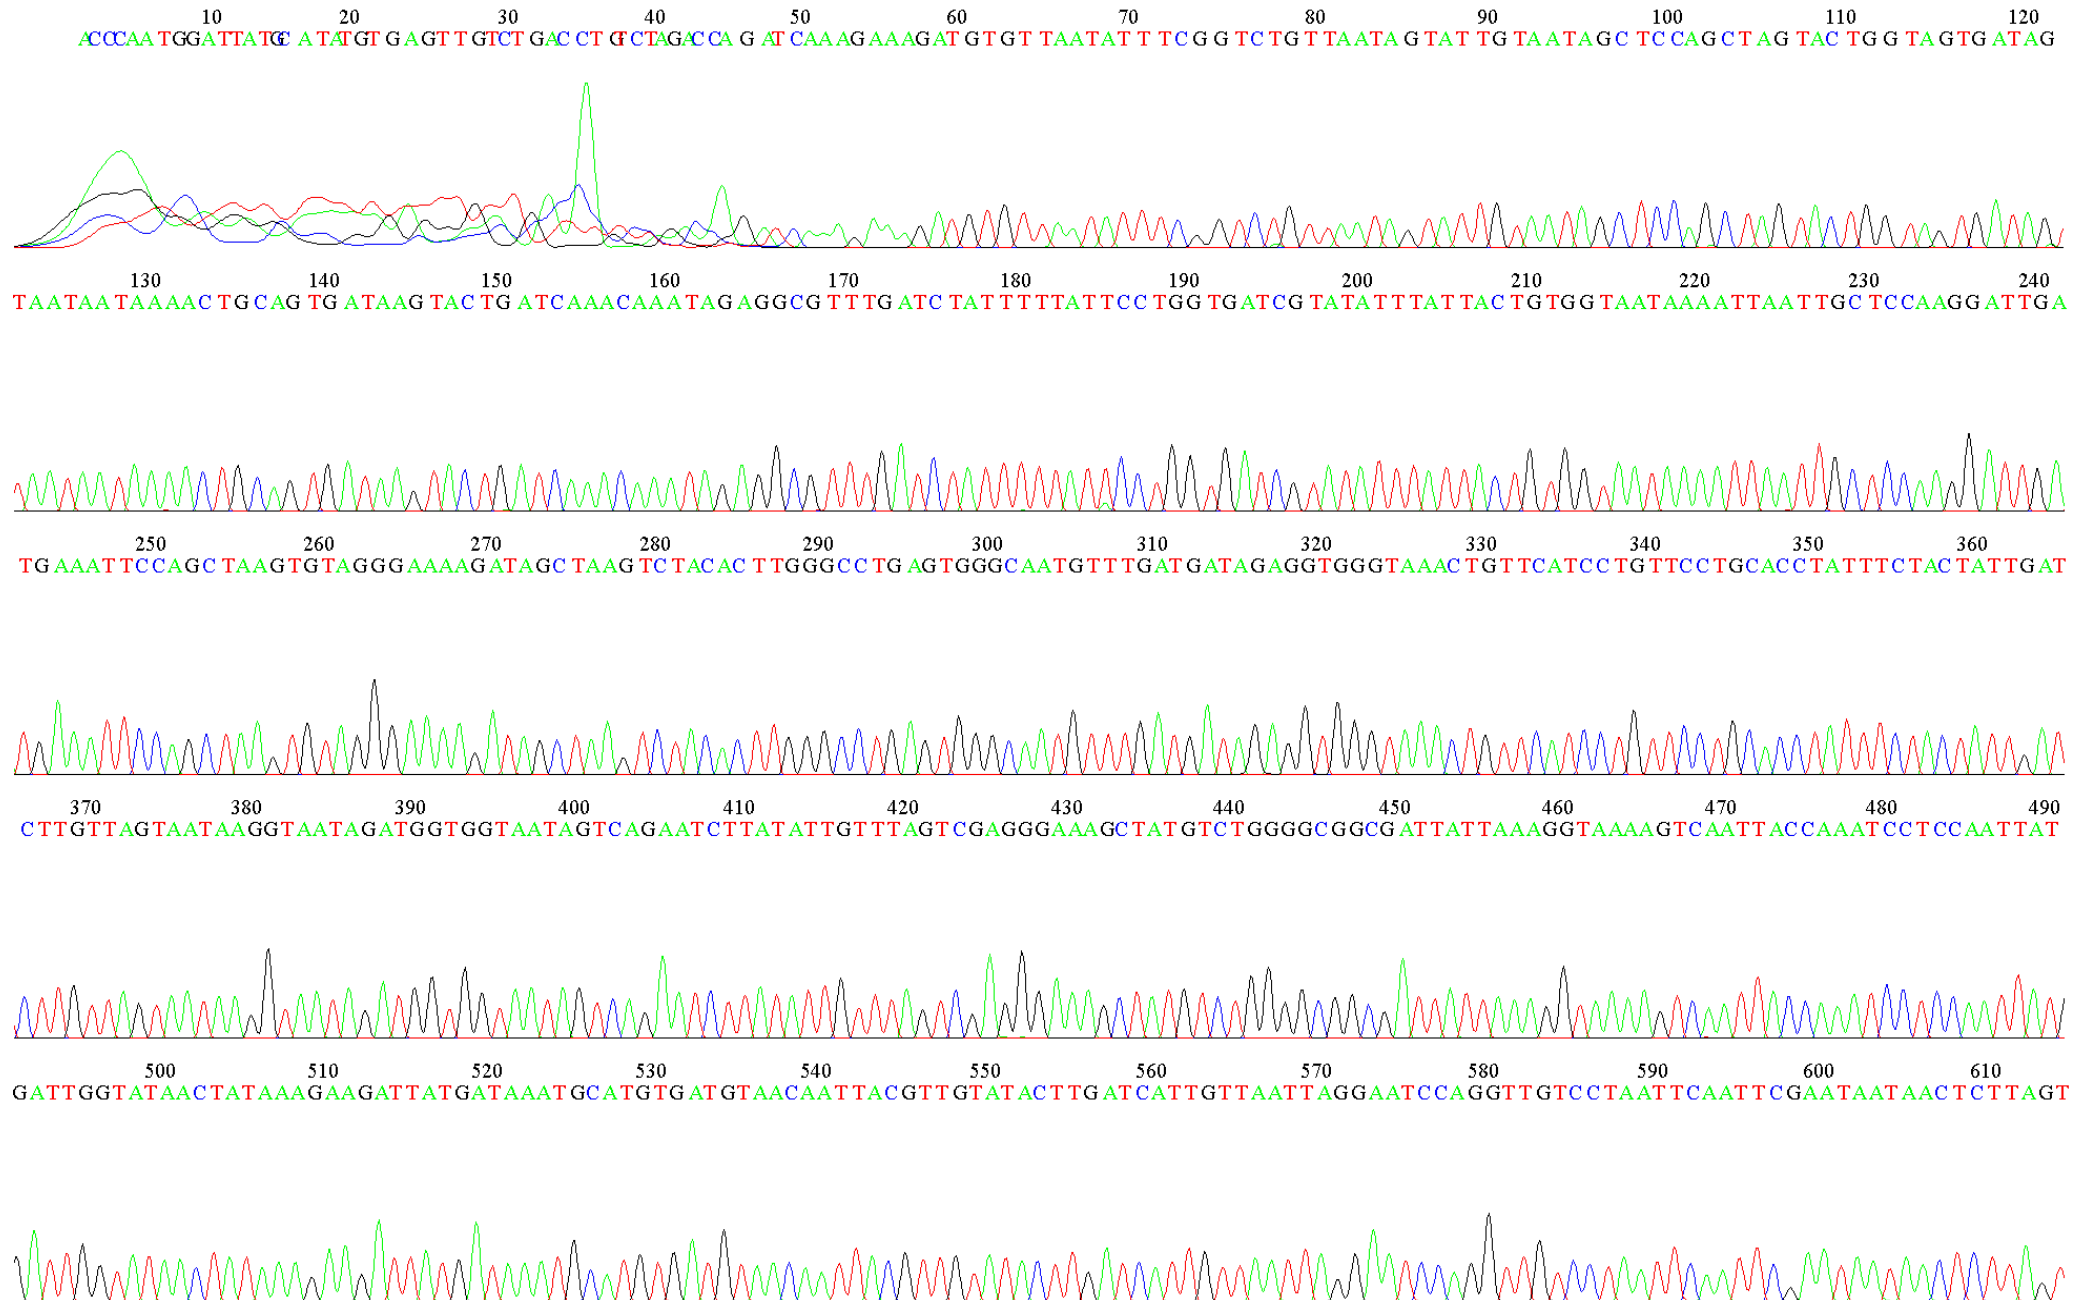 10 20 30 40 50 60 70 80 90 100 110 120
ACCCAATGGATTATGCATATGTGAGTTGTCTGACCTGTCTAGACCAGATCAAAGAAAGATGTGTTAATATTTCGGTCTGTTAATAGTATTGTAATAGCTCCAGCTAGTACTGGTAGTGATAG
130 140 150 160 170 180 190 200 210 220 230 240
TAATAATAAAACTGCAGTGATAAGTACTGATCAAACAAATAGAGGCGTTTGATCTATTTTTATTCCTGGTGATCGTATATTTATTACTGTGGTAATAAAATTAATTGCTCCAAGGATTGA
250 260 270 280 290 300 310 320 330 340 350 360
TGAAATTCCAGCTAAGTGTAGGGAAAAGATAGCTAAGTCTACACTTGGGCCTGAGTGGGCAATGTTTGATGATAGAGGTGGGTAAACTGTTCATCCTGTTCCTGCACCTATTTCTACTATTGAT
370 380 390 400 410 420 430 440 450 460 470 480 490
CTTGTTAGTAATAAGGTAATAGATGGTGGTAATAGTCAGAATCTTATATTGTTTAGTCGAGGGAAAGCTATGTCTGGGGCGGCGATTATTAAAGGTAAAAGTCAATTACCAAATCCTCCAATTAT
500 510 520 530 540 550 560 570 580 590 600 610
GATTGGTATAACTATAAAGAAGATTATGATAAATGCATGTGATGTAACAATTACGTTGTATACTTGATCATTGTTAATTAGGAATCCAGGTTGTCCTAATTCAATTCGAATAATAACTCTTAGT